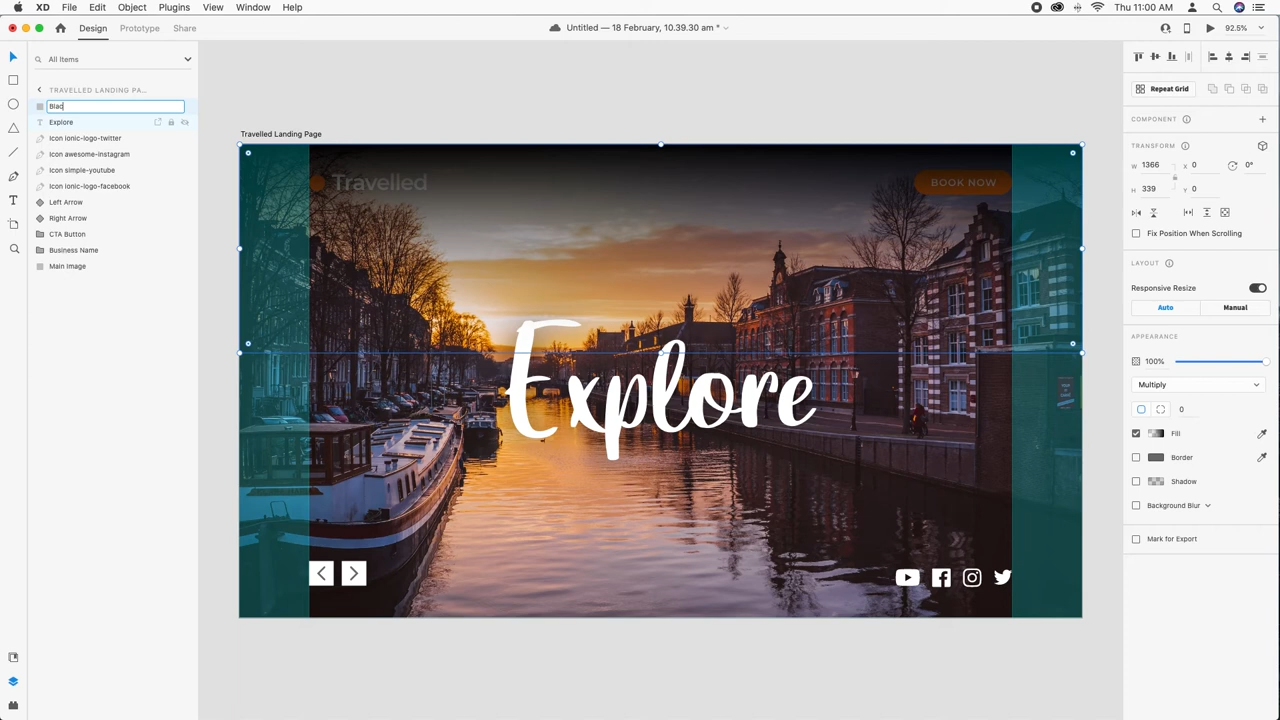 XD File Edit Object Plugins View Window Help Thu 11:00 AM
Design Prototype Share Untitled — 18 February, 10.39.30 am * 92.5%
All Items
TRAVELLED LANDING PA...
Blac
Explore
Icon ionic-logo-twitter
Icon awesome-instagram
Icon simple-youtube
Icon ionic-logo-facebook
Left Arrow
Right Arrow
CTA Button
Business Name
Main Image
Travelled Landing Page
Travelled
BOOK NOW
Explore
Repeat Grid
COMPONENT
TRANSFORM
W 1366 X 0 0°
H 339 Y 0
Fix Position When Scrolling
LAYOUT
Responsive Resize
Auto Manual
APPEARANCE
100%
Multiply
0
Fill
Border
Shadow
Background Blur
Mark for Export